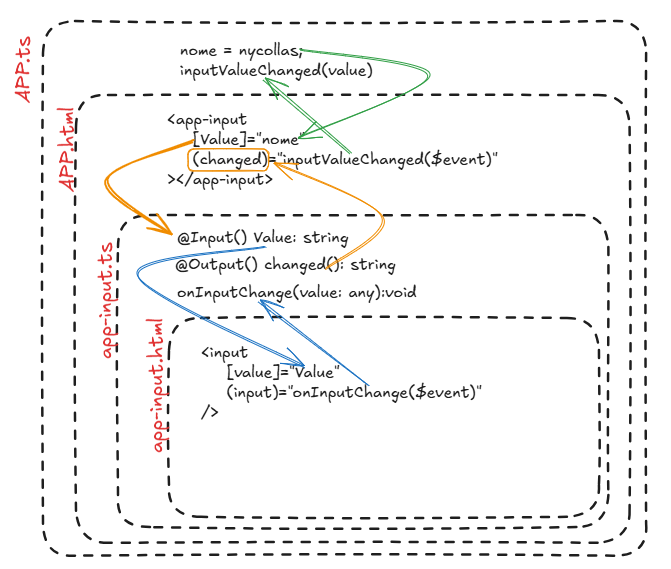 APP.ts
nome = nycollas;
inputValueChanged(value)
APP.html
<app-input
[Value]="nome"
(changed)="inputValueChanged($event)"
></app-input>
app-input.ts
@Input() Value: string
@Output() changed(): string
onInputChange(value: any):void
app-input.html
<input
[value]="Value"
(input)="onInputChange($event)"
/>